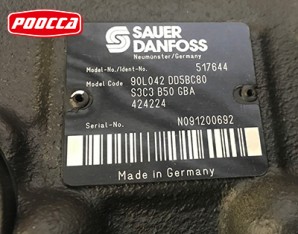 POOCCA
SAUER
DANFOSS
Neumünster/Germany
Model-No./Ident-No. 517644
Model Code 90L042 DD5BC80
S3C3 B50 GBA
424224
Serial-No. N091200692
Made in Germany